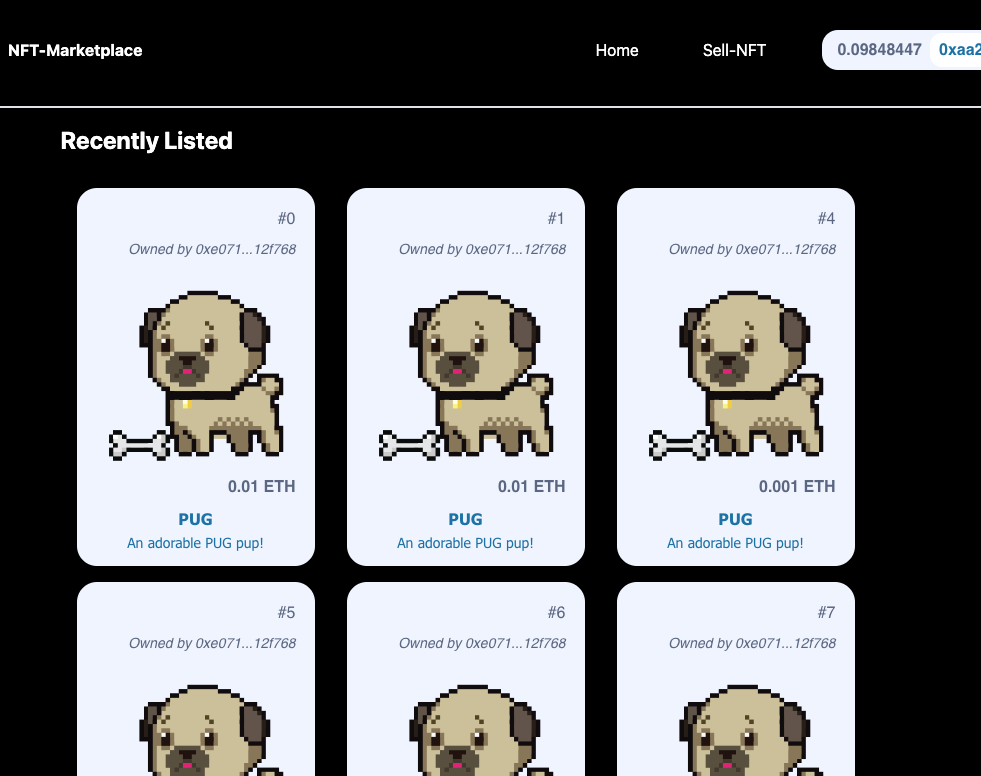 NFT-Marketplace Home Sell-NFT 0.09848447 0xaa2
Recently Listed
#0
Owned by 0xe071...12f768
0.01 ETH
PUG
An adorable PUG pup!
#1
Owned by 0xe071...12f768
0.01 ETH
PUG
An adorable PUG pup!
#4
Owned by 0xe071...12f768
0.001 ETH
PUG
An adorable PUG pup!
#5
Owned by 0xe071...12f768
#6
Owned by 0xe071...12f768
#7
Owned by 0xe071...12f768